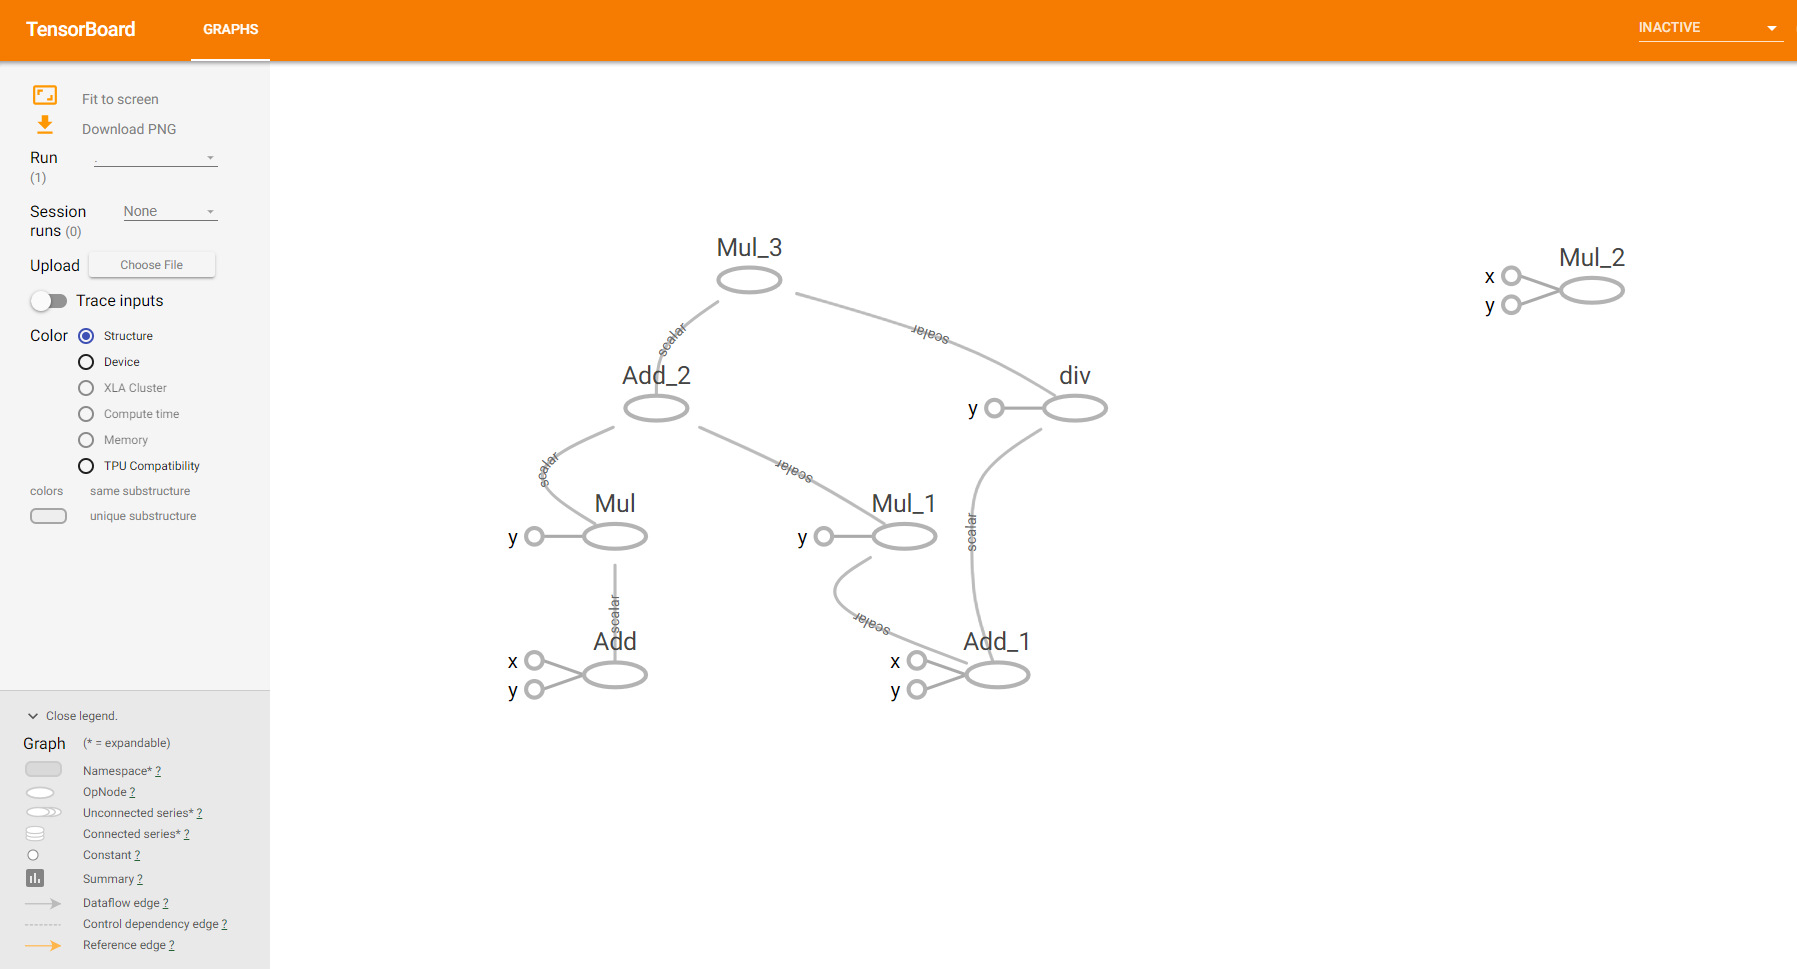 TensorBoard
GRAPHS
INACTIVE
Fit to screen
Download PNG
Run
.
(1)
Session
runs (0)
None
Upload
Choose File
Trace inputs
Color
Structure
Device
XLA Cluster
Compute time
Memory
TPU Compatibility
colors
same substructure
unique substructure
Close legend.
Graph
(* = expandable)
Namespace* ?
OpNode ?
Unconnected series* ?
Connected series* ?
Constant ?
Summary ?
Dataflow edge ?
Control dependency edge ?
Reference edge ?
Mul_3
scalar
scalar
Add_2
div
y
scalar
scalar
Mul
y
Mul_1
y
scalar
scalar
scalar
Add
x
y
Add_1
x
y
Mul_2
x
y